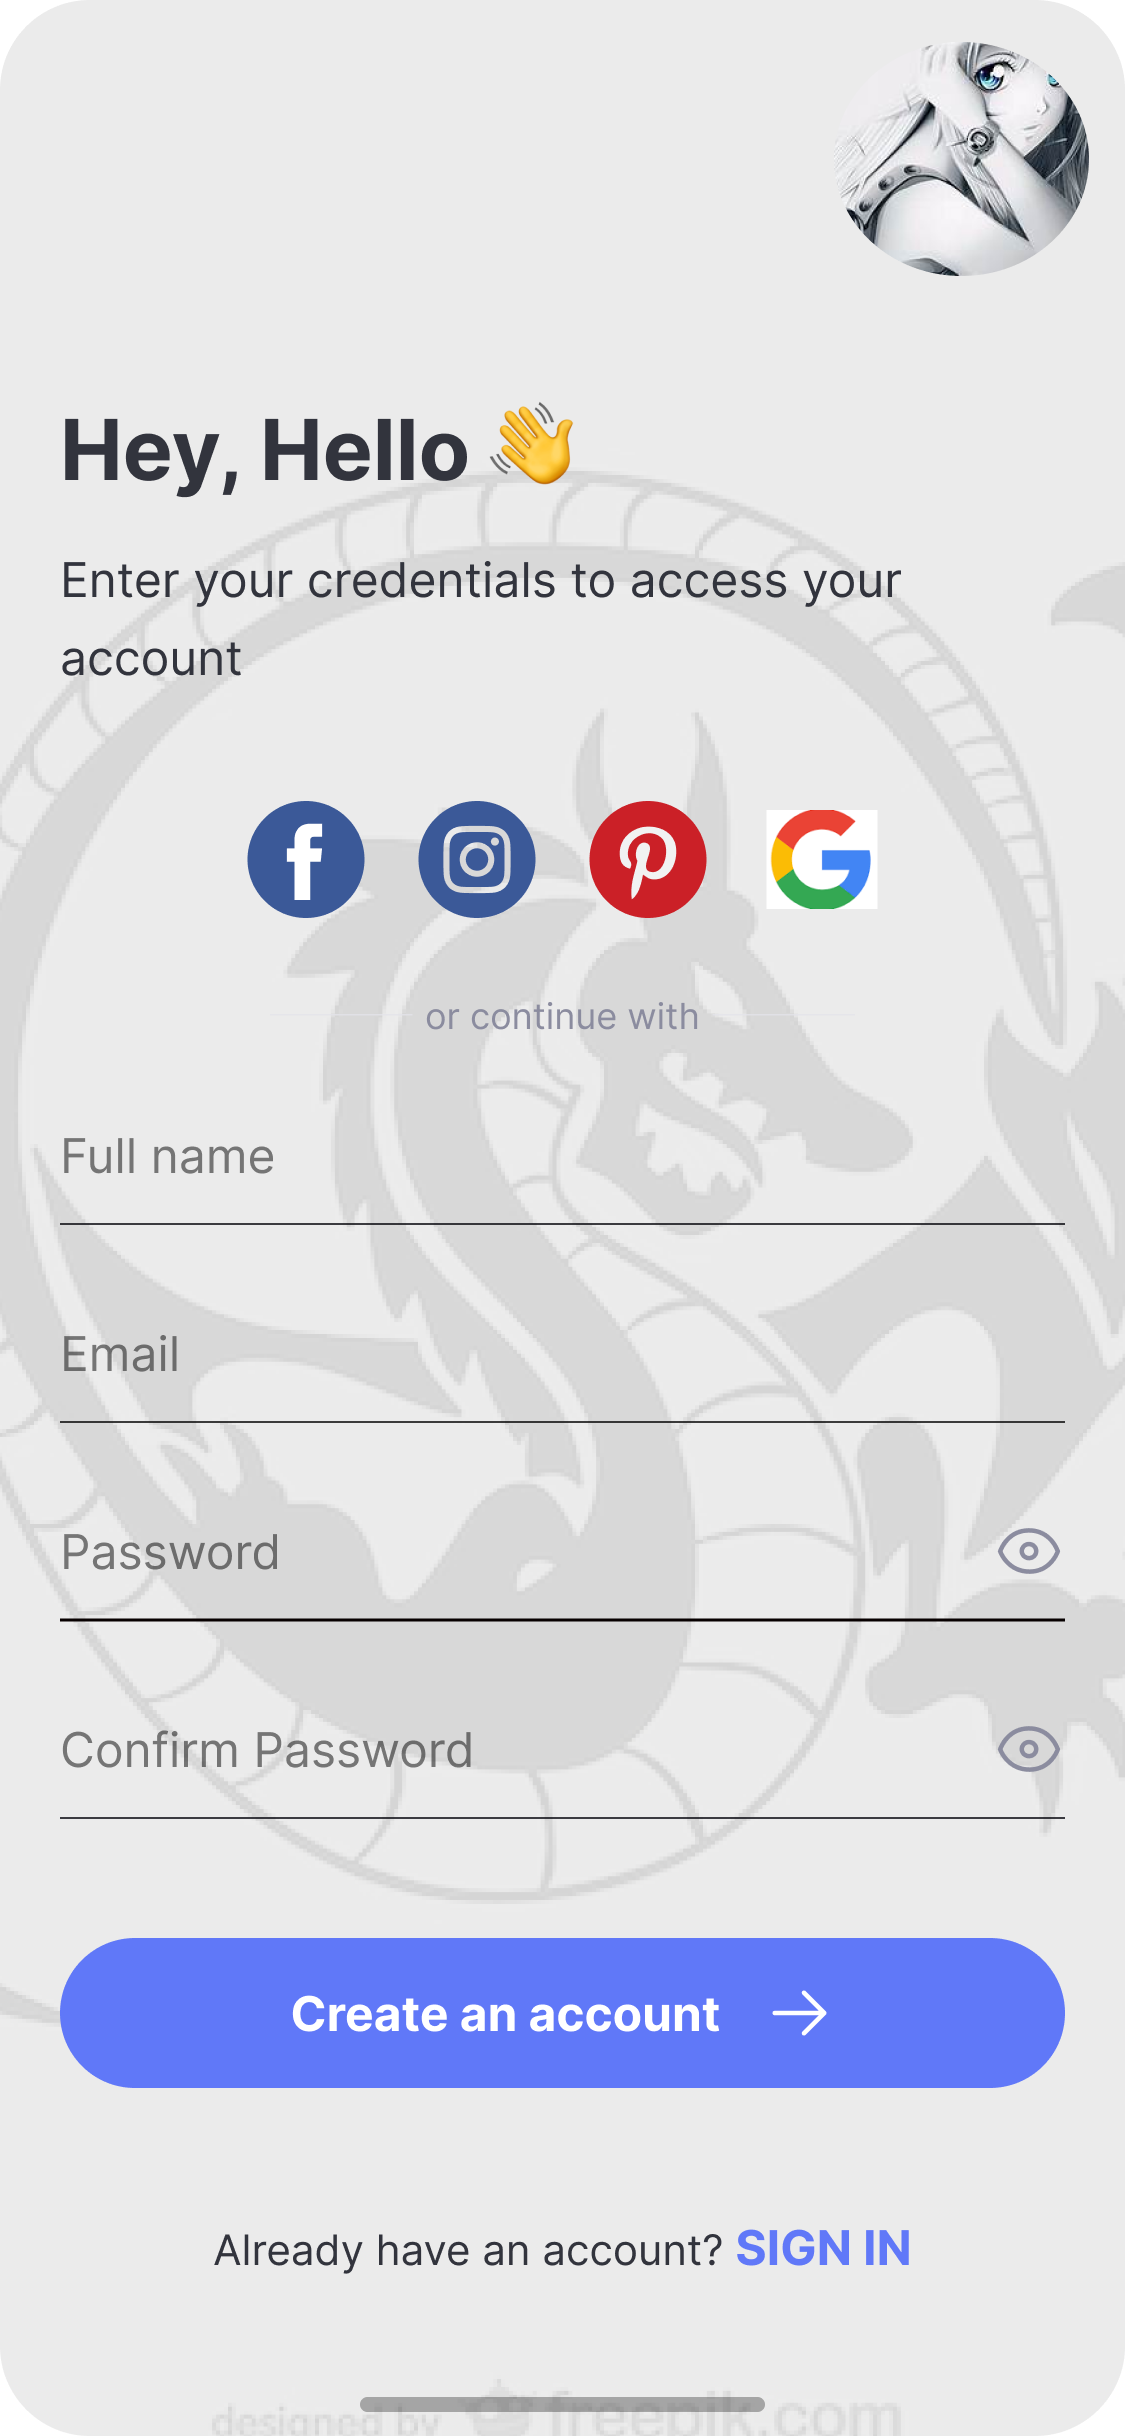 Hey, Hello 👋
Enter your credentials to access your
account
or continue with
Full name
Email
Password
Confirm Password
Create an account →
Already have an account? SIGN IN
designed by freepik.com